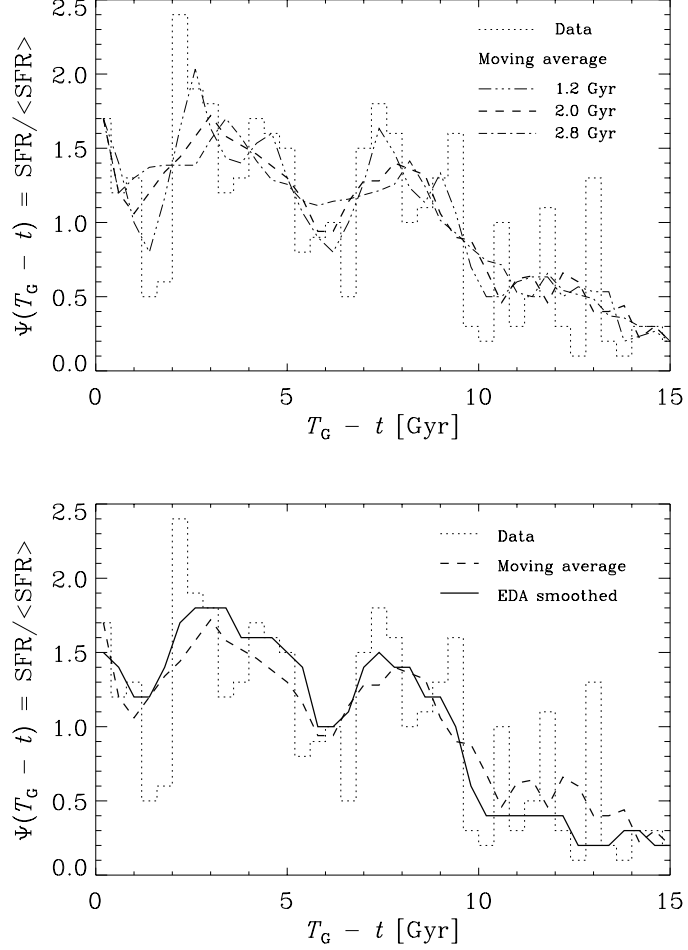 2.5
2.0
1.5
1.0
0.5
0.0
Ψ(T_G − t) = SFR/<SFR>
Data
Moving average
1.2 Gyr
2.0 Gyr
2.8 Gyr
0 5 10 15
T_G − t [Gyr]
2.5
2.0
1.5
1.0
0.5
0.0
Ψ(T_G − t) = SFR/<SFR>
Data
Moving average
EDA smoothed
0 5 10 15
T_G − t [Gyr]